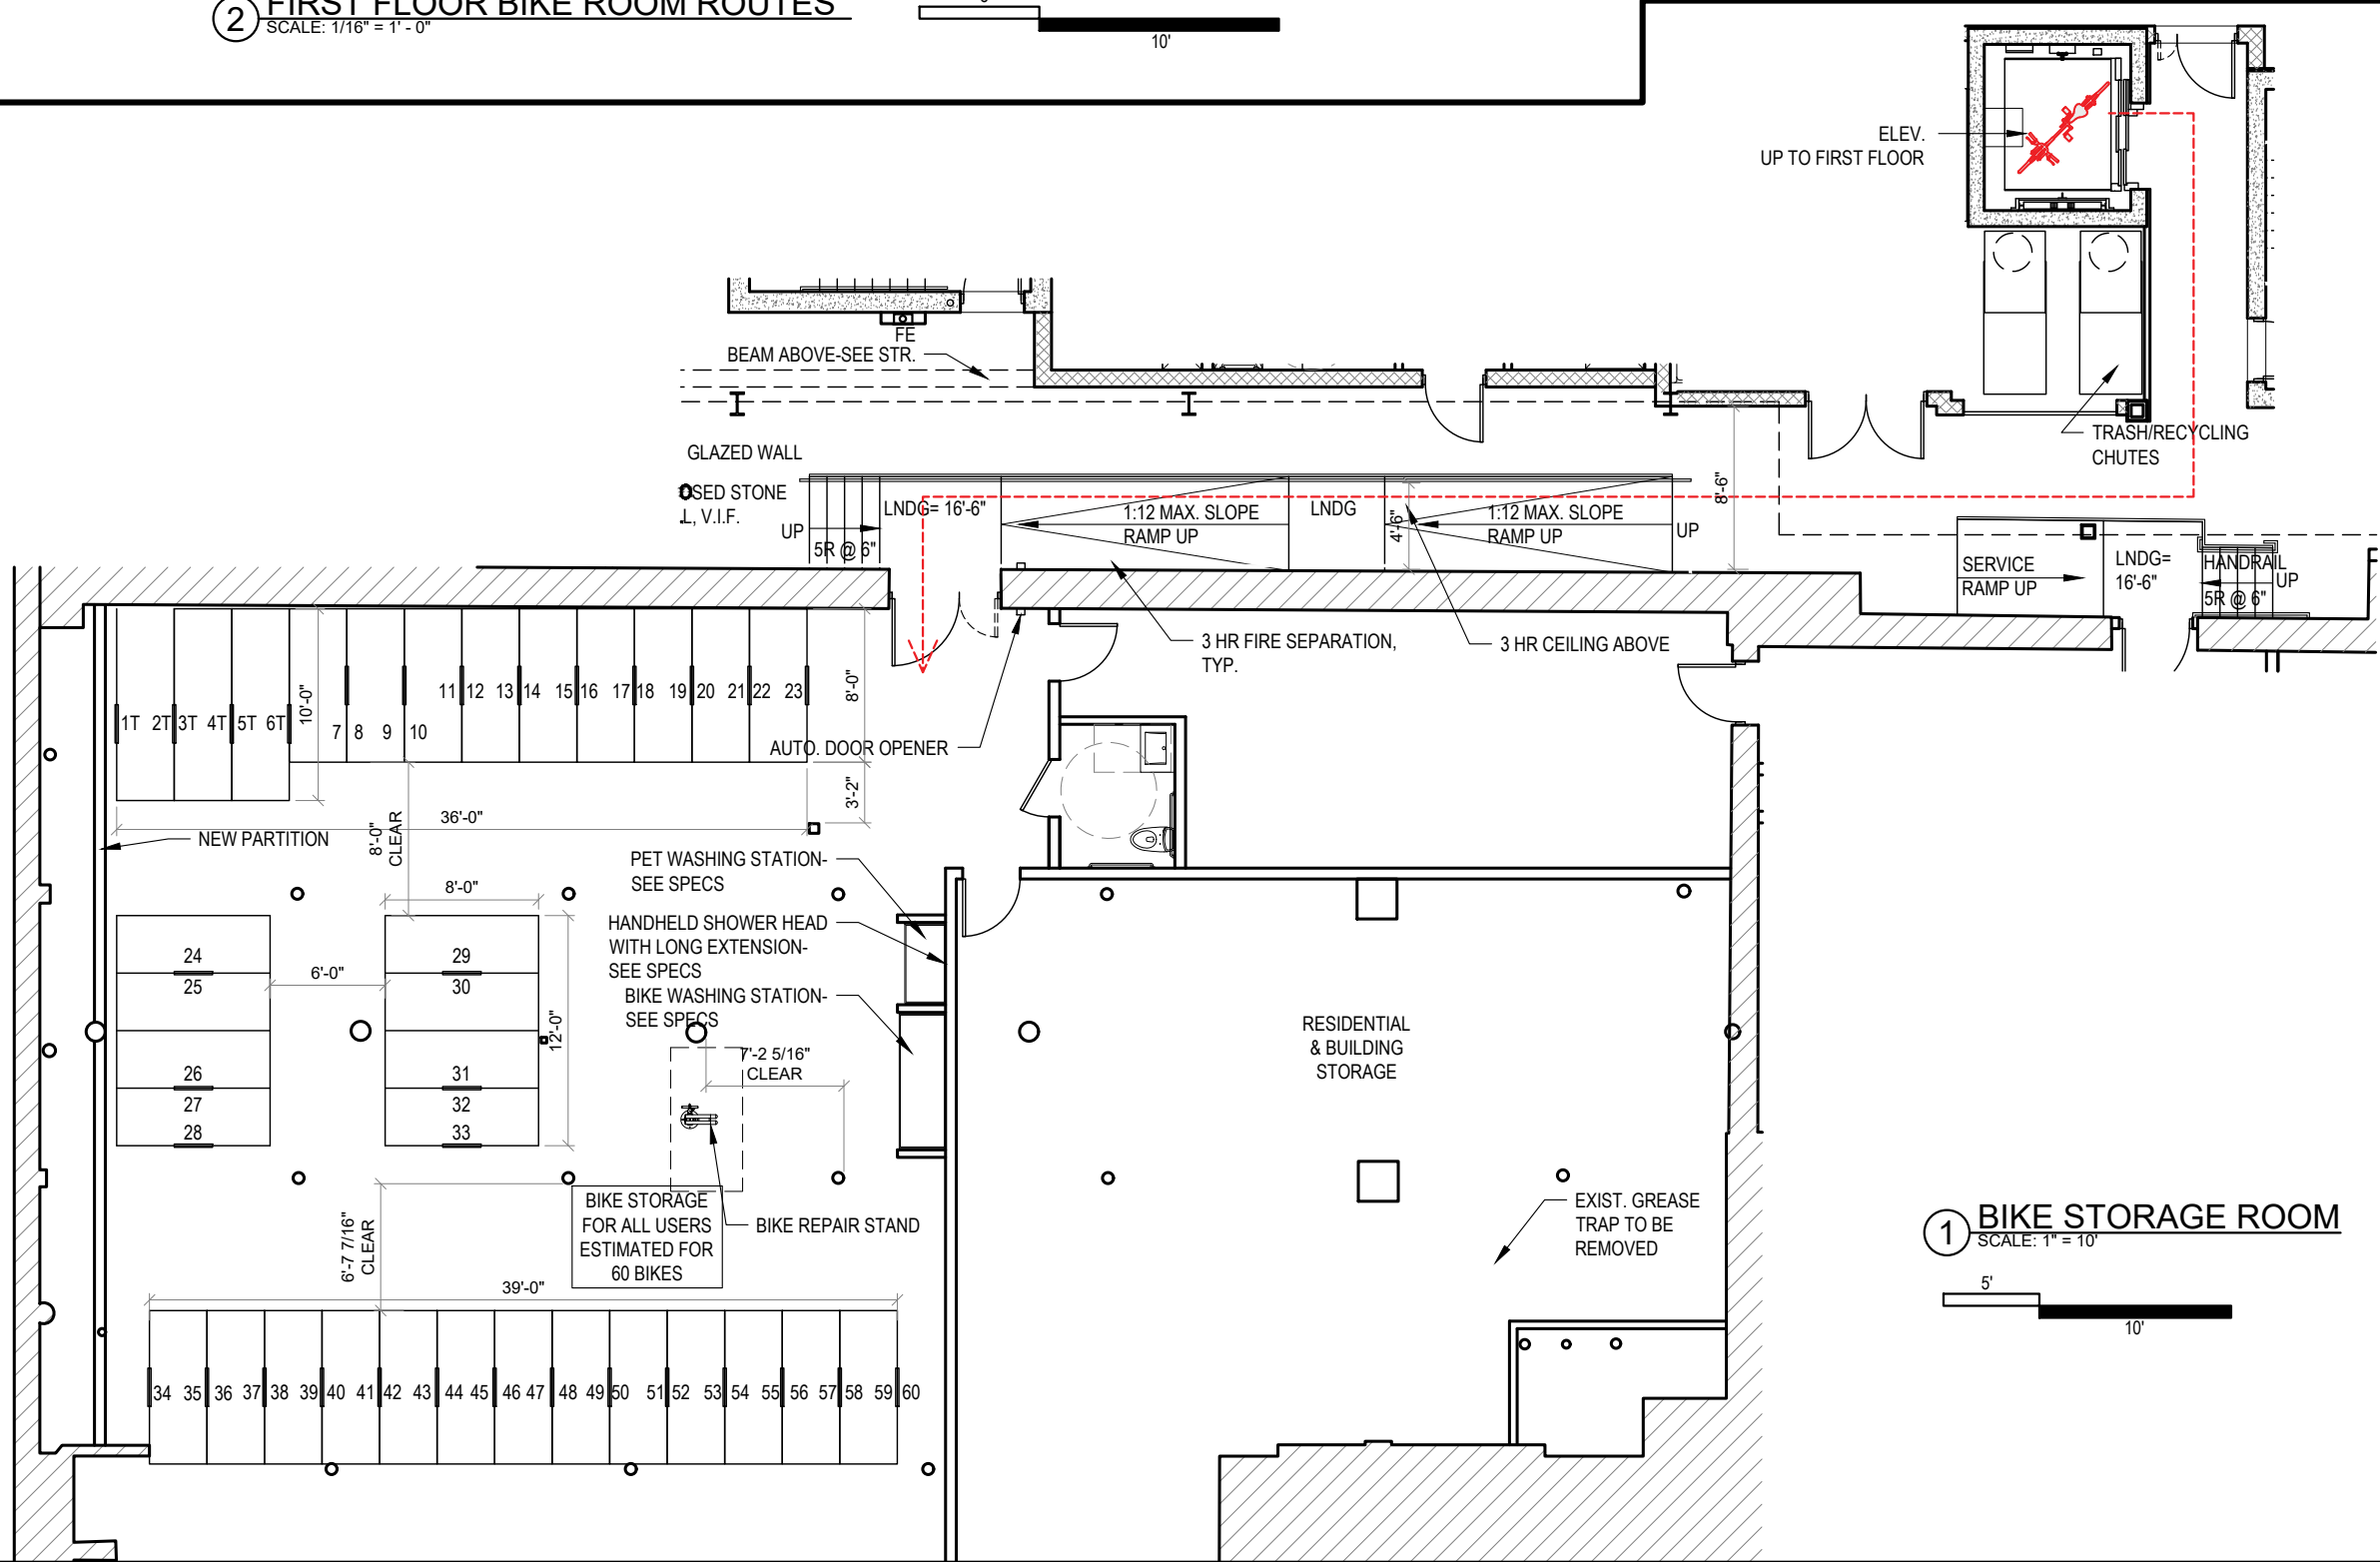 2 FIRST FLOOR BIKE ROOM ROUTES
SCALE: 1/16" = 1' - 0"
10'
ELEV.
UP TO FIRST FLOOR
FE
BEAM ABOVE-SEE STR.
GLAZED WALL
OSED STONE
L, V.I.F.
UP
5R @ 6"
LNDG= 16'-6"
1:12 MAX. SLOPE
RAMP UP
LNDG
4'-6"
1:12 MAX. SLOPE
RAMP UP
UP
8'-6"
TRASH/RECYCLING
CHUTES
SERVICE
RAMP UP
LNDG=
16'-6"
HANDRAIL
UP
5R @ 6"
3 HR FIRE SEPARATION,
TYP.
3 HR CEILING ABOVE
1T 2T 3T 4T 5T 6T
10'-0"
7 8 9 10
11 12 13 14 15 16 17 18 19 20 21 22 23
8'-0"
AUTO. DOOR OPENER
3'-2"
36'-0"
8'-0"
CLEAR
NEW PARTITION
PET WASHING STATION-
SEE SPECS
8'-0"
HANDHELD SHOWER HEAD
WITH LONG EXTENSION-
SEE SPECS
BIKE WASHING STATION-
SEE SPECS
24
25
26
27
28
6'-0"
29
30
31
32
33
12'-0"
7'-2 5/16"
CLEAR
RESIDENTIAL
& BUILDING
STORAGE
BIKE STORAGE
FOR ALL USERS
ESTIMATED FOR
60 BIKES
BIKE REPAIR STAND
6'-7 7/16"
CLEAR
EXIST. GREASE
TRAP TO BE
REMOVED
39'-0"
34 35 36 37 38 39 40 41 42 43 44 45 46 47 48 49 50 51 52 53 54 55 56 57 58 59 60
1 BIKE STORAGE ROOM
SCALE: 1" = 10'
5'
10'